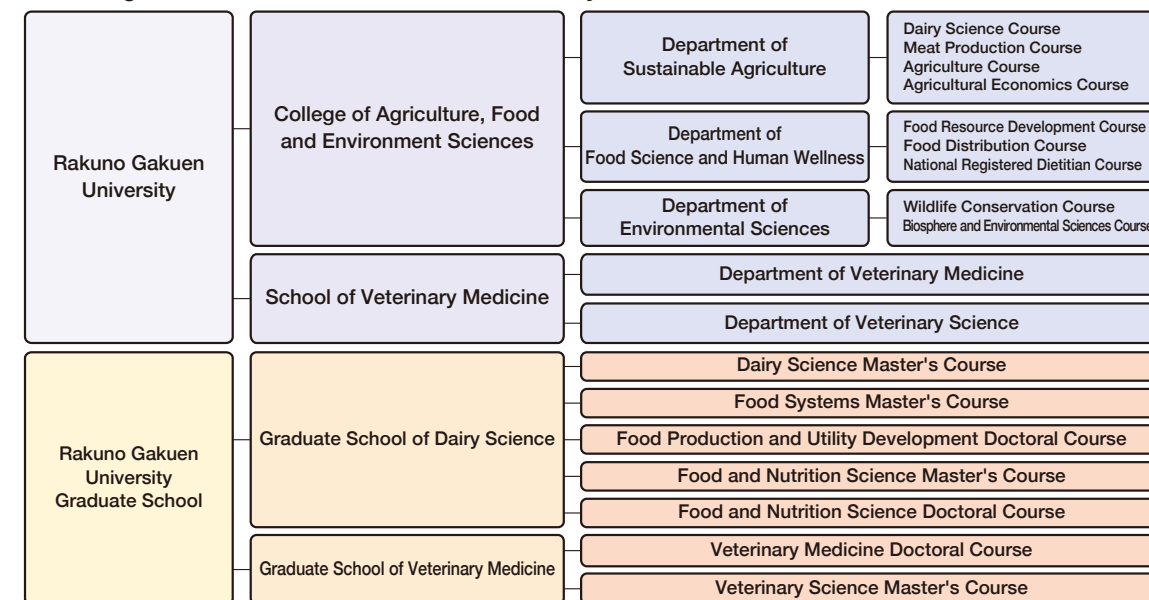 Rakuno Gakuen
University
College of Agriculture, Food
and Environment Sciences
Department of
Sustainable Agriculture
Dairy Science Course
Meat Production Course
Agriculture Course
Agricultural Economics Course
Department of
Food Science and Human Wellness
Food Resource Development Course
Food Distribution Course
National Registered Dietitian Course
Department of
Environmental Sciences
Wildlife Conservation Course
Biosphere and Environmental Sciences Course
School of Veterinary Medicine
Department of Veterinary Medicine
Department of Veterinary Science
Rakuno Gakuen
University
Graduate School
Graduate School of Dairy Science
Dairy Science Master's Course
Food Systems Master's Course
Food Production and Utility Development Doctoral Course
Food and Nutrition Science Master's Course
Food and Nutrition Science Doctoral Course
Graduate School of Veterinary Medicine
Veterinary Medicine Doctoral Course
Veterinary Science Master's Course